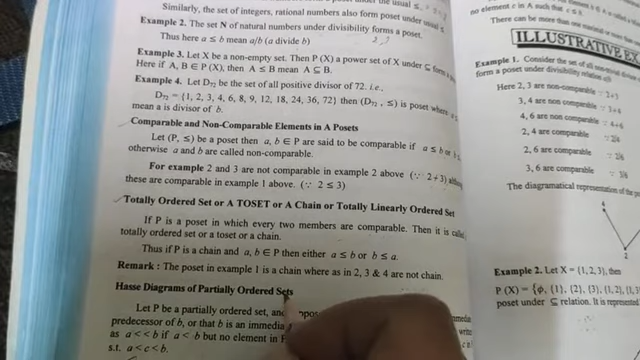 Similarly, the set of integers, rational numbers also form poset under usual ≤.
Example 2. The set N of natural numbers under divisibility forms a poset.
Thus here a ≤ b mean a/b (a divide b)
Example 3. Let X be a non-empty set. Then P (X) a power set of X under ⊆ form a
Here if A, B ∈ P (X), then A ≤ B mean A ⊆ B.
Example 4. Let D72 be the set of all positive divisor of 72. i.e.,
D72 = {1, 2, 3, 4, 6, 8, 9, 12, 18, 24, 36, 72} then (D72 , ≤) is poset where
mean a is divisor of b.
Comparable and Non-Comparable Elements in A Posets
Let (P, ≤) be a poset then a, b ∈ P are said to be comparable if a ≤ b or
otherwise a and b are called non-comparable.
For example 2 and 3 are not comparable in example 2 above (∵ 2 ÷ 3)
these are comparable in example 1 above. (∵ 2 ≤ 3)
Totally Ordered Set or A TOSET or A Chain or Totally Linearly Ordered Set
If P is a poset in which every two members are comparable. Then it is called
totally ordered set or a toset or a chain.
Thus if P is a chain and a, b ∈ P then either a ≤ b or b ≤ a.
Remark : The poset in example 1 is a chain where as in 2, 3 & 4 are not chain.
Hasse Diagrams of Partially Ordered Sets
Let P be a partially ordered set, and
predecessor of b, or that b is an immedia
as a << b if a < b but no element in
s.t. a < c < b.
no element c in A such that
There can be more than
ILLUSTRATIVE EX
Example 1. Consider the set of all
form a poset under divisibility relation
Here 2, 3 are non-comparable
3, 4 are non comparable
4, 6 are non comparable
2, 4 are comparable
2, 6 are comparable
3, 6 are comparable
The diagramatical representation of the
2
Example 2. Let X = {1, 2, 3}, then
P (X) = {ϕ, {1}, {2}, {3}, {1, 2}, {1, 3
poset under ⊆ relation. It is represented